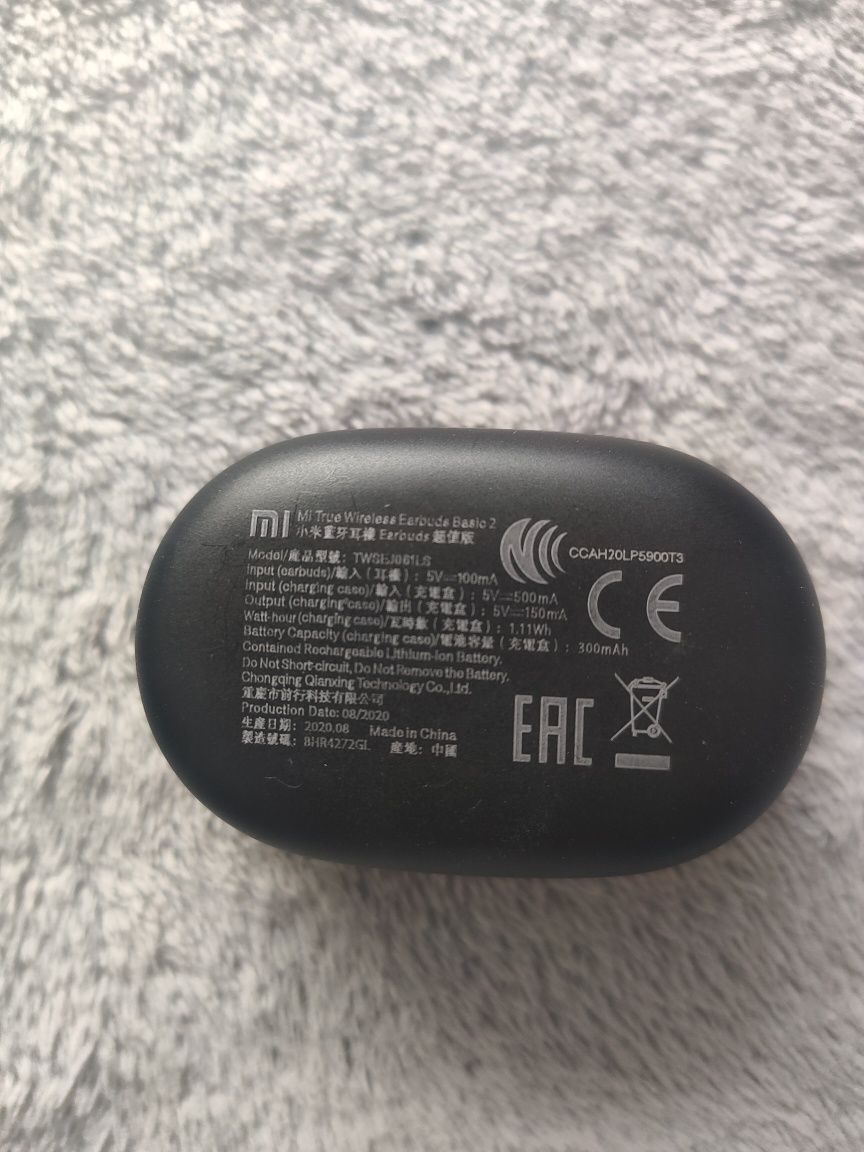 mi
Mi True Wireless Earbuds Basic 2
小米藍牙耳機 Earbuds 超值版
CCAH20LP5900T3
Model/產品型號: TWSEJ061LS
Input (earbuds)/輸入（耳機）: 5V⎓100mA
Input (charging case)/輸入（充電盒）: 5V⎓500mA
Output (charging case)/輸出（充電盒）: 5V⎓150mA
Watt-hour(charging case)/瓦時數（充電盒）: 1.11Wh
Battery Capacity (charging case)/電池容量（充電盒）: 300mAh
Contained Rechargeable Lithium-Ion Battery.
Do Not Short-circuit, Do Not Remove the Battery.
Chongqing Qianxing Technology Co.,Ltd.
重慶市前行科技有限公司
Production Date: 08/2020
生產日期: 2020.08 Made in China
製造號碼: BHR4272GL 產地: 中國
CE
EAC